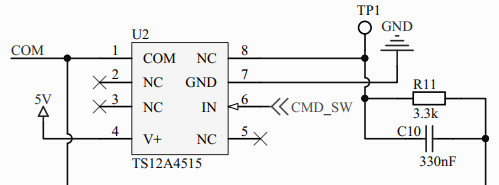 TP1
U2
GND
COM
1
COM
NC
8
2
NC
GND
7
R11
3
NC
IN
6
CMD_SW
3.3k
5V
4
V+
NC
5
C10
TS12A4515
330nF